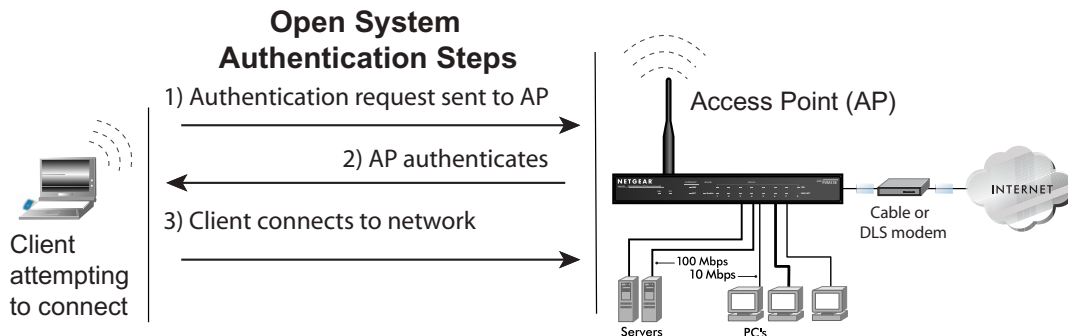 Open System
Authentication Steps
1) Authentication request sent to AP
2) AP authenticates
3) Client connects to network
Client
attempting
to connect
Access Point (AP)
NETGEAR
INTERNET
Cable or
DLS modem
100 Mbps
10 Mbps
Servers
PC's